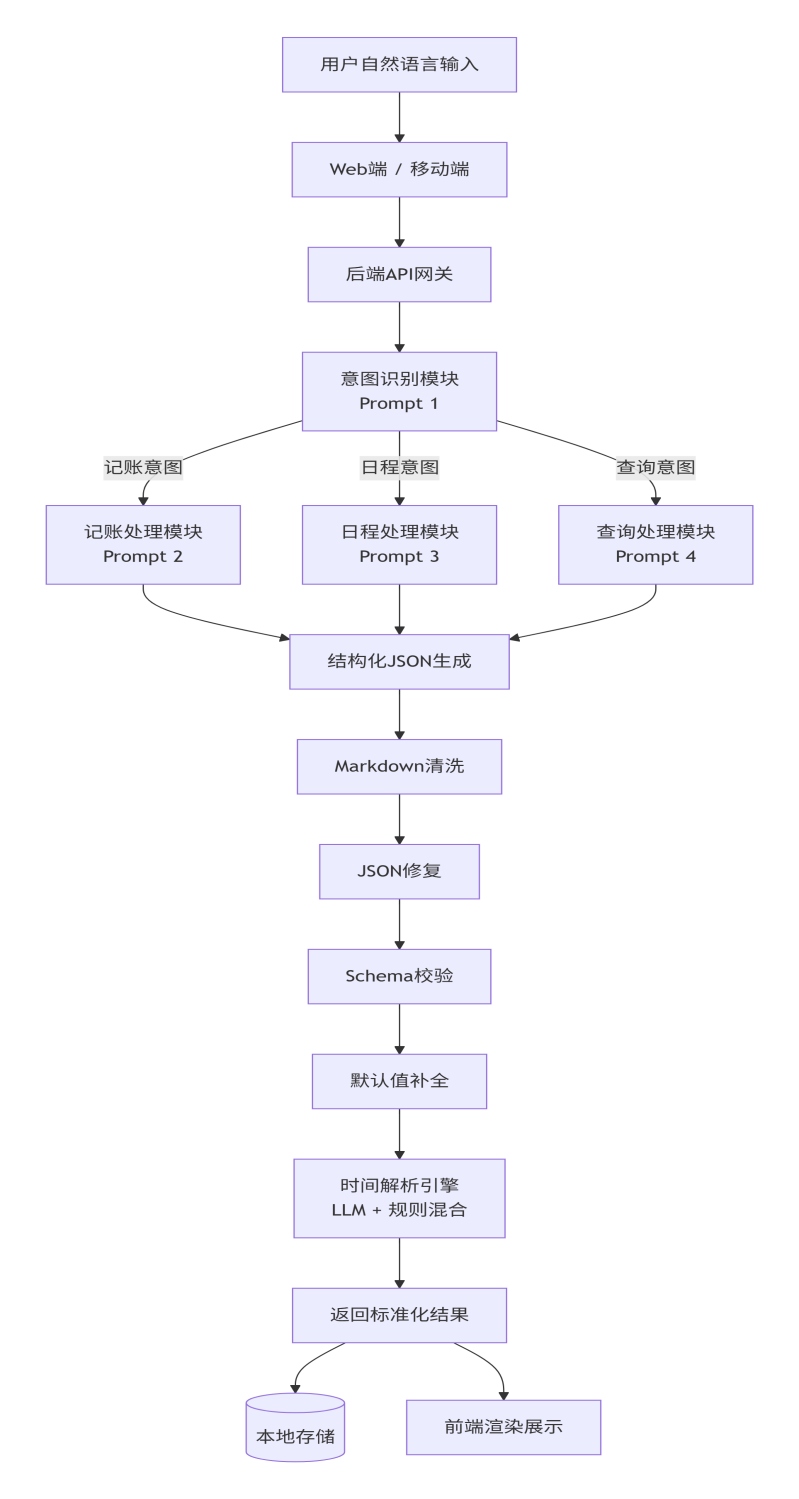 用户自然语言输入
Web端 / 移动端
后端API网关
意图识别模块
Prompt 1
记账意图
日程意图
查询意图
记账处理模块
Prompt 2
日程处理模块
Prompt 3
查询处理模块
Prompt 4
结构化JSON生成
Markdown清洗
JSON修复
Schema校验
默认值补全
时间解析引擎
LLM + 规则混合
返回标准化结果
本地存储
前端渲染展示